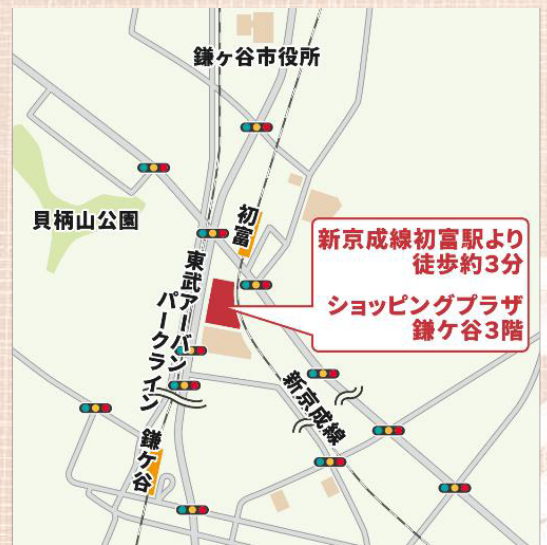 鎌ヶ谷市役所
貝柄山公園
初富
新京成線初富駅より
徒歩約3分
ショッピングプラザ
鎌ケ谷3階
東武アーバン
パークライン
新京成線
鎌ケ谷